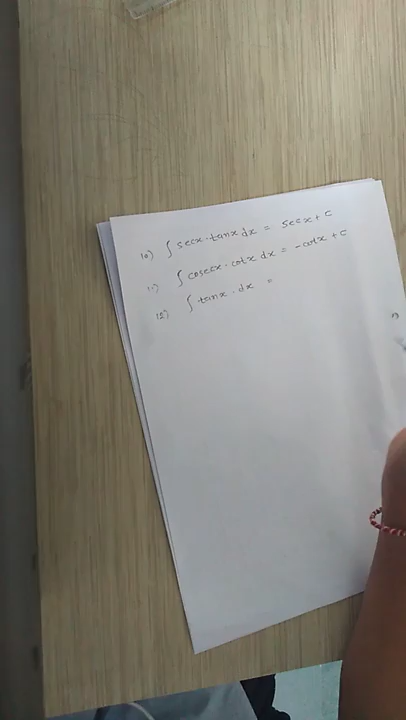 10) ∫ secx · tanx dx = secx + c
11) ∫ cosecx · cotx dx = -cotx + c
12) ∫ tanx · dx =